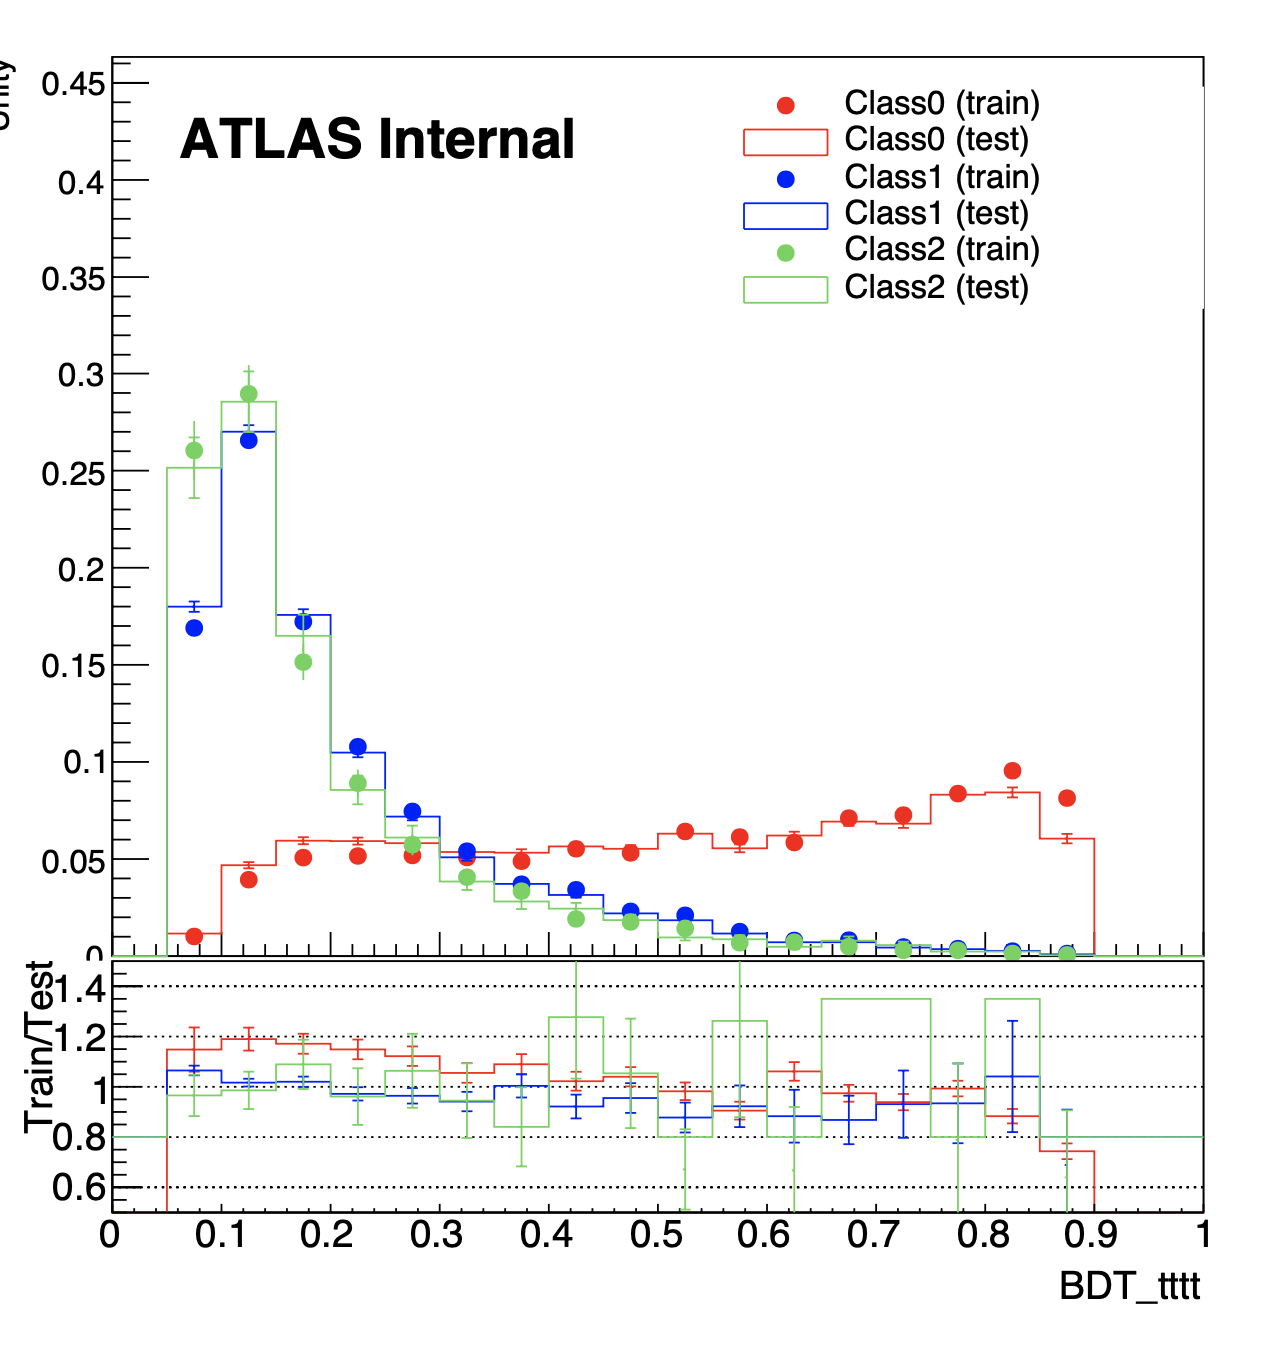 0.45
ATLAS Internal
Class0 (train)
Class0 (test)
Class1 (train)
Class1 (test)
Class2 (train)
Class2 (test)
0.4
0.35
0.3
0.25
0.2
0.15
0.1
0.05
0
Train/Test
1.4
1.2
1
0.8
0.6
0 0.1 0.2 0.3 0.4 0.5 0.6 0.7 0.8 0.9 1
BDT_tttt